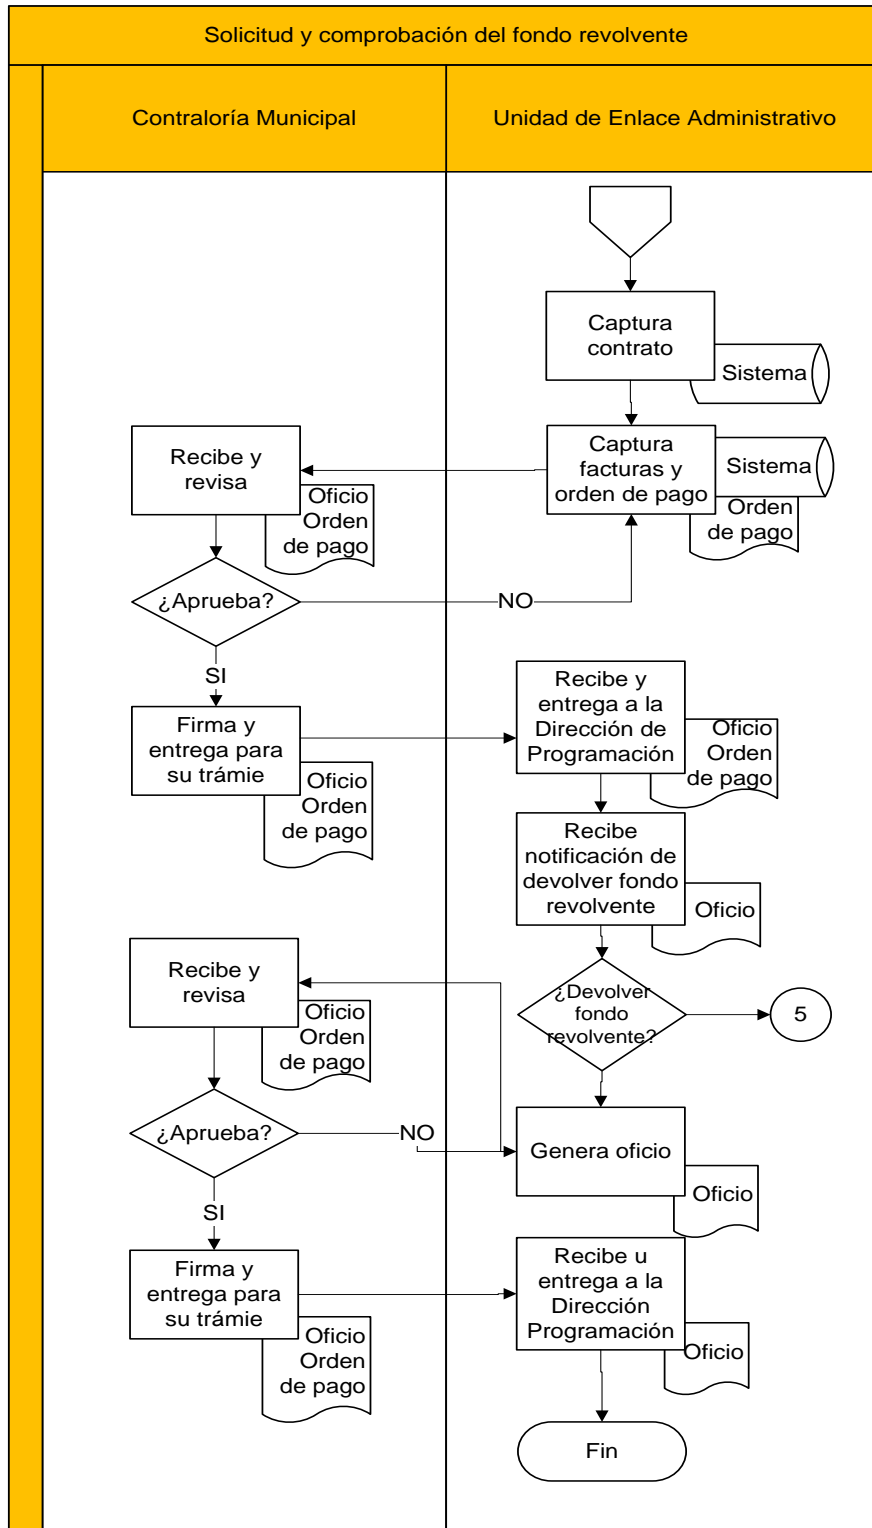 Solicitud y comprobación del fondo revolvente
Contraloría Municipal
Unidad de Enlace Administrativo
Captura
contrato
Sistema
Captura
facturas y
orden de pago
Sistema
Orden
de pago
Recibe y
revisa
Oficio
Orden
de pago
¿Aprueba?
NO
SI
Firma y
entrega para
su trámie
Oficio
Orden
de pago
Recibe y
entrega a la
Dirección de
Programación
Oficio
Orden
de pago
Recibe
notificación de
devolver fondo
revolvente
Oficio
¿Devolver
fondo
revolvente?
5
Recibe y
revisa
Oficio
Orden
de pago
¿Aprueba?
NO
Genera oficio
Oficio
SI
Firma y
entrega para
su trámie
Oficio
Orden
de pago
Recibe u
entrega a la
Dirección
Programación
Oficio
Fin